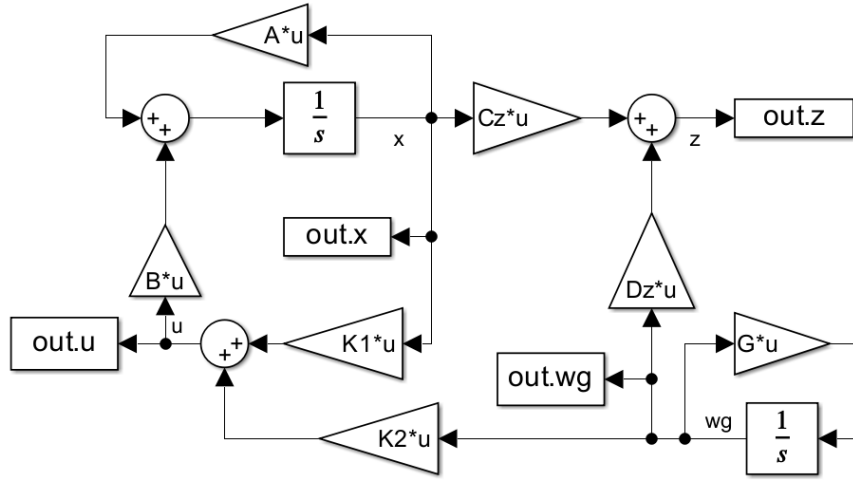 A*u
++
1
s
x
Cz*u
++
z
out.z
out.x
B*u
Dz*u
u
out.u
++
K1*u
out.wg
G*u
K2*u
wg
1
s